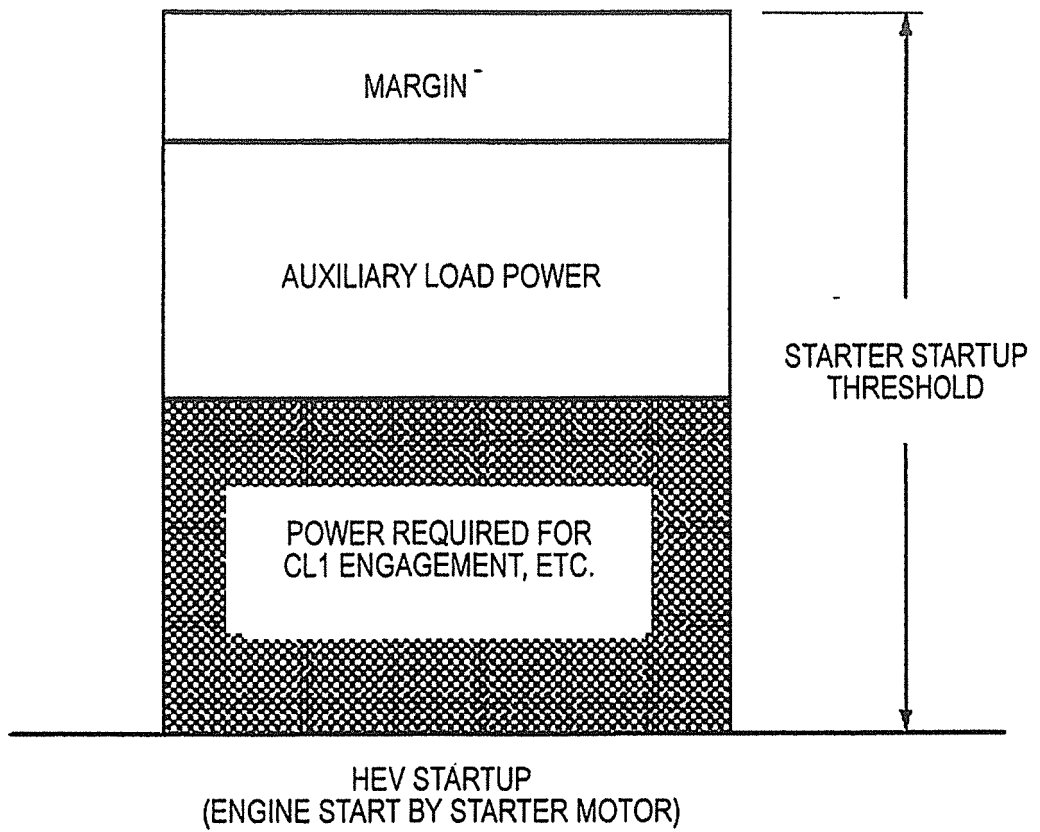 MARGIN
AUXILIARY LOAD POWER
STARTER STARTUP
THRESHOLD
POWER REQUIRED FOR
CL1 ENGAGEMENT, ETC.
HEV STARTUP
(ENGINE START BY STARTER MOTOR)